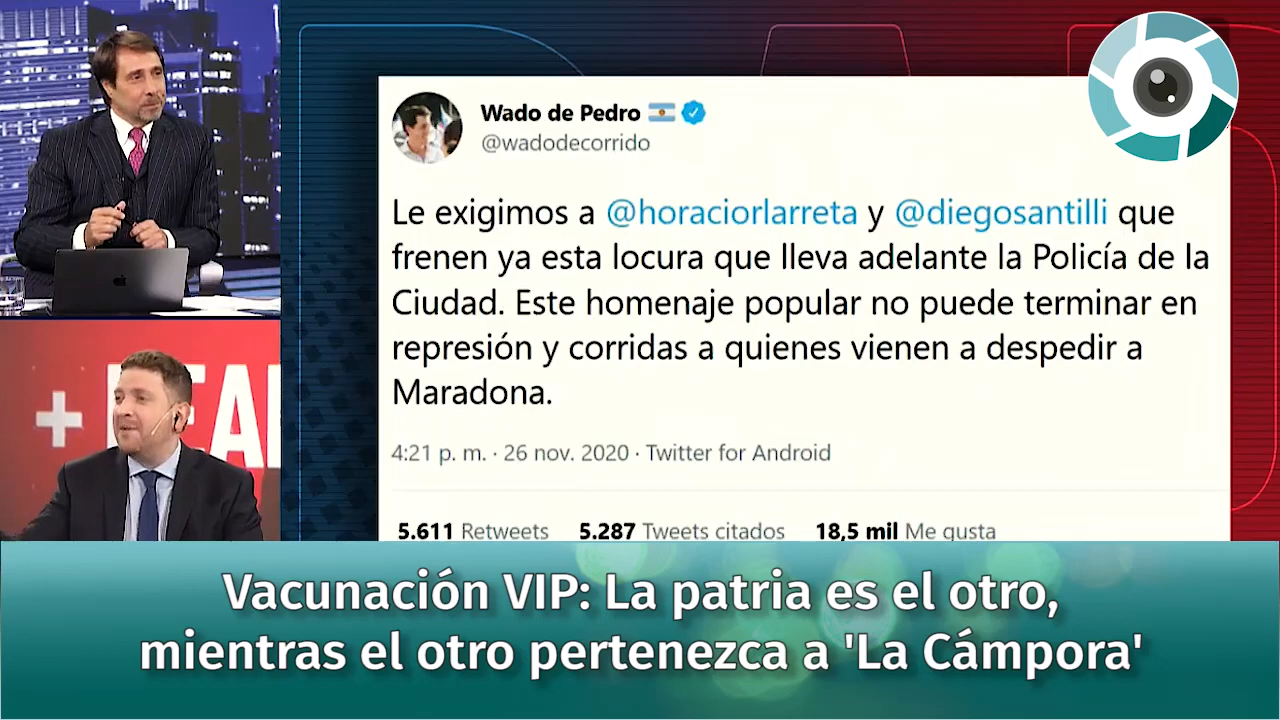 Wado de Pedro
@wadodecorrido
Le exigimos a @horaciorlarreta y @diegosantilli que
frenen ya esta locura que lleva adelante la Policía de la
Ciudad. Este homenaje popular no puede terminar en
represión y corridas a quienes vienen a despedir a
Maradona.
4:21 p. m. · 26 nov. 2020 · Twitter for Android
5.611 Retweets 5.287 Tweets citados 18,5 mil Me gusta
Vacunación VIP: La patria es el otro,
mientras el otro pertenezca a 'La Cámpora'